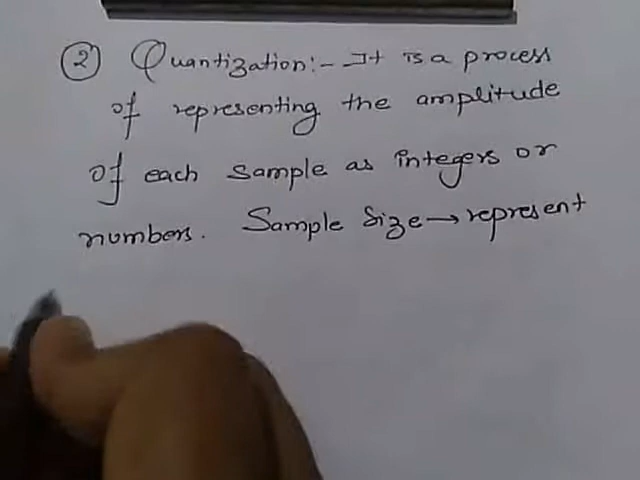 ② Quantization:- It is a process
of representing the amplitude
of each sample as integers or
numbers. Sample Size → represent